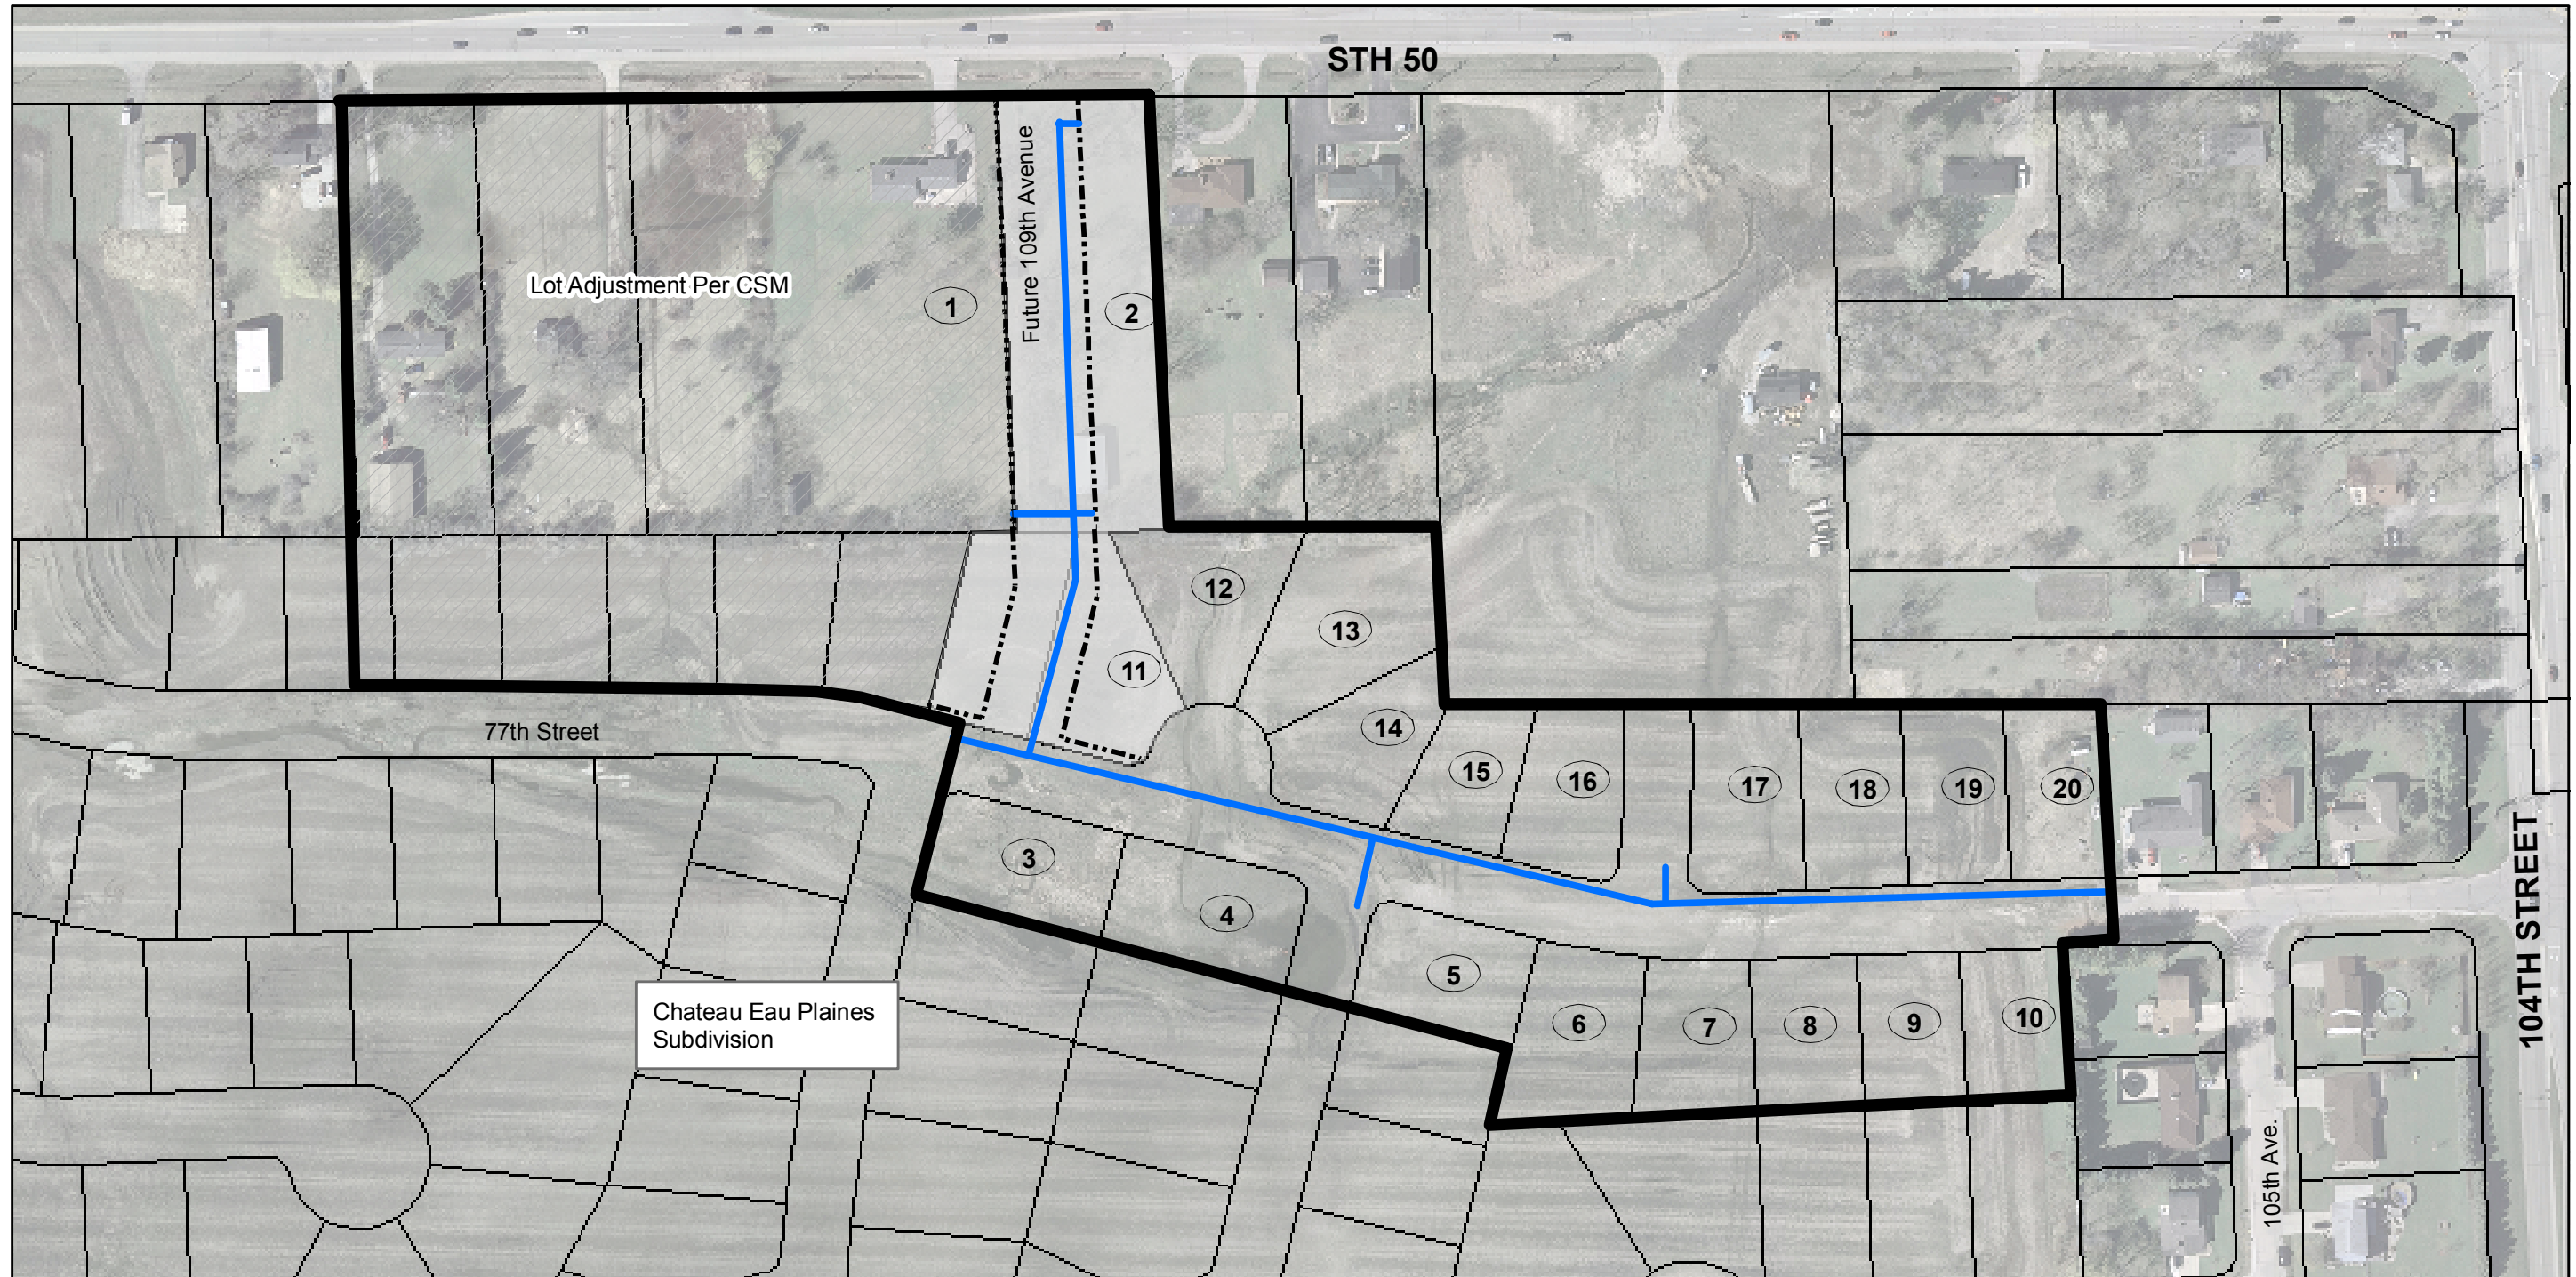 STH 50
Future 109th Avenue
Lot Adjustment Per CSM
1
2
12
13
11
14
77th Street
15
16
17
18
19
20
3
4
5
6
7
8
9
10
104TH STREET
Chateau Eau Plaines
Subdivision
105th Ave.